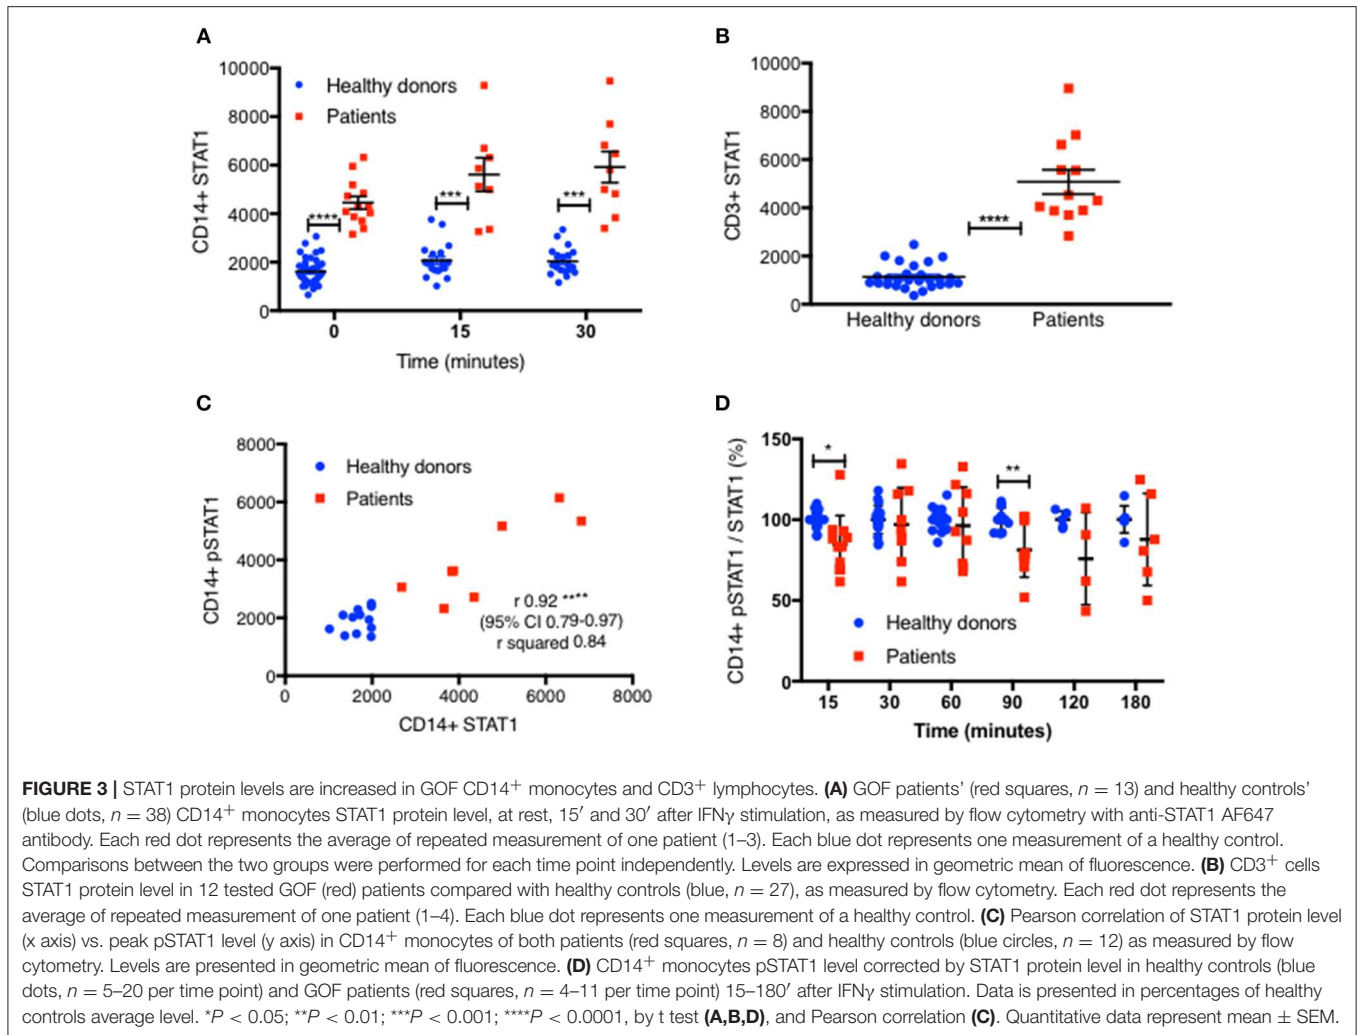 A
10000
8000
6000
4000
2000
0
CD14+ STAT1
Healthy donors
Patients
****
***
***
0 15 30
Time (minutes)
B
10000
8000
6000
4000
2000
0
CD3+ STAT1
****
Healthy donors Patients
C
8000
6000
4000
2000
0
CD14+ pSTAT1
Healthy donors
Patients
r 0.92 ****
(95% CI 0.79-0.97)
r squared 0.84
0 2000 4000 6000 8000
CD14+ STAT1
D
150
100
50
0
CD14+ pSTAT1 / STAT1 (%)
*
**
Healthy donors
Patients
15 30 60 90 120 180
Time (minutes)
FIGURE 3 | STAT1 protein levels are increased in GOF CD14+ monocytes and CD3+ lymphocytes. (A) GOF patients’ (red squares, n = 13) and healthy controls’
(blue dots, n = 38) CD14+ monocytes STAT1 protein level, at rest, 15′ and 30′ after IFNγ stimulation, as measured by flow cytometry with anti-STAT1 AF647
antibody. Each red dot represents the average of repeated measurement of one patient (1–3). Each blue dot represents one measurement of a healthy control.
Comparisons between the two groups were performed for each time point independently. Levels are expressed in geometric mean of fluorescence. (B) CD3+ cells
STAT1 protein level in 12 tested GOF (red) patients compared with healthy controls (blue, n = 27), as measured by flow cytometry. Each red dot represents the
average of repeated measurement of one patient (1–4). Each blue dot represents one measurement of a healthy control. (C) Pearson correlation of STAT1 protein level
(x axis) vs. peak pSTAT1 level (y axis) in CD14+ monocytes of both patients (red squares, n = 8) and healthy controls (blue circles, n = 12) as measured by flow
cytometry. Levels are presented in geometric mean of fluorescence. (D) CD14+ monocytes pSTAT1 level corrected by STAT1 protein level in healthy controls (blue
dots, n = 5–20 per time point) and GOF patients (red squares, n = 4–11 per time point) 15–180′ after IFNγ stimulation. Data is presented in percentages of healthy
controls average level. *P < 0.05; **P < 0.01; ***P < 0.001; ****P < 0.0001, by t test (A,B,D), and Pearson correlation (C). Quantitative data represent mean ± SEM.